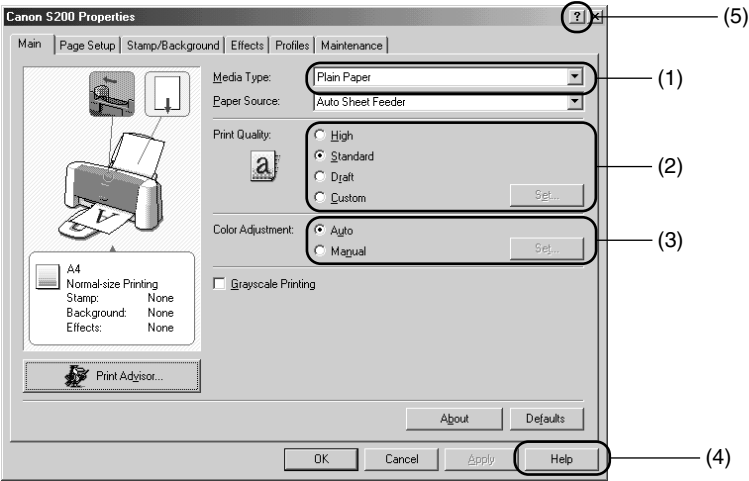 Canon S200 Properties
?
(5)
Main Page Setup Stamp/Background Effects Profiles Maintenance
Media Type: Plain Paper
(1)
Paper Source: Auto Sheet Feeder
Print Quality: High
a
Standard
(2)
Draft
Custom Set...
Color Adjustment: Auto
(3)
Manual Set...
A4
Normal-size Printing
Stamp: None
Background: None
Effects: None
Grayscale Printing
Print Advisor...
About Defaults
OK Cancel Apply Help
(4)